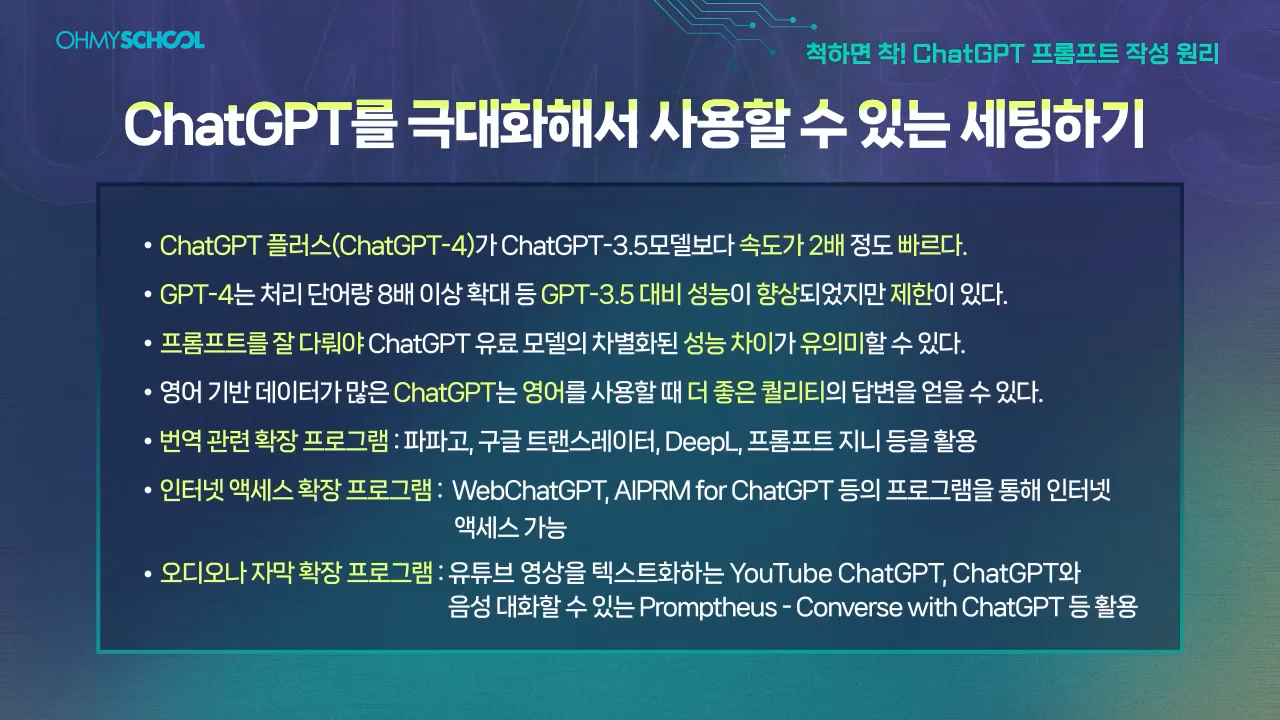 OHMYSCHOOL
척하면 착! ChatGPT 프롬프트 작성 원리
ChatGPT를 극대화해서 사용할 수 있는 세팅하기
• ChatGPT 플러스(ChatGPT-4)가 ChatGPT-3.5모델보다 속도가 2배 정도 빠르다.
• GPT-4는 처리 단어량 8배 이상 확대 등 GPT-3.5 대비 성능이 향상되었지만 제한이 있다.
• 프롬프트를 잘 다뤄야 ChatGPT 유료 모델의 차별화된 성능 차이가 유의미할 수 있다.
• 영어 기반 데이터가 많은 ChatGPT는 영어를 사용할 때 더 좋은 퀄리티의 답변을 얻을 수 있다.
• 번역 관련 확장 프로그램 : 파파고, 구글 트랜스레이터, DeepL, 프롬프트 지니 등을 활용
• 인터넷 액세스 확장 프로그램 : WebChatGPT, AIPRM for ChatGPT 등의 프로그램을 통해 인터넷
액세스 가능
• 오디오나 자막 확장 프로그램 : 유튜브 영상을 텍스트화하는 YouTube ChatGPT, ChatGPT와
음성 대화할 수 있는 Promptheus - Converse with ChatGPT 등 활용